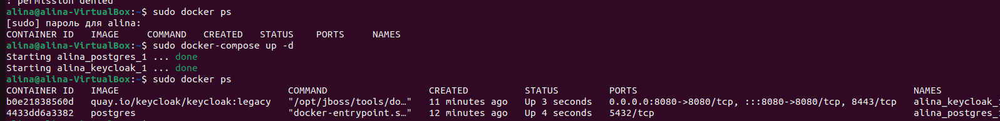 : permission denied
alina@alina-VirtualBox:~$ sudo docker ps
[sudo] пароль для alina:
CONTAINER ID   IMAGE     COMMAND   CREATED   STATUS    PORTS     NAMES
alina@alina-VirtualBox:~$ sudo docker-compose up -d
Starting alina_postgres_1 ... done
Starting alina_keycloak_1 ... done
alina@alina-VirtualBox:~$ sudo docker ps
CONTAINER ID   IMAGE                              COMMAND                  CREATED          STATUS         PORTS                                                 NAMES
b0e21838560d   quay.io/keycloak/keycloak:legacy   "/opt/jboss/tools/do…"   11 minutes ago   Up 3 seconds   0.0.0.0:8080->8080/tcp, :::8080->8080/tcp, 8443/tcp   alina_keycloak_
4433dd6a3382   postgres                           "docker-entrypoint.s…"   12 minutes ago   Up 4 seconds   5432/tcp                                              alina_postgres_1